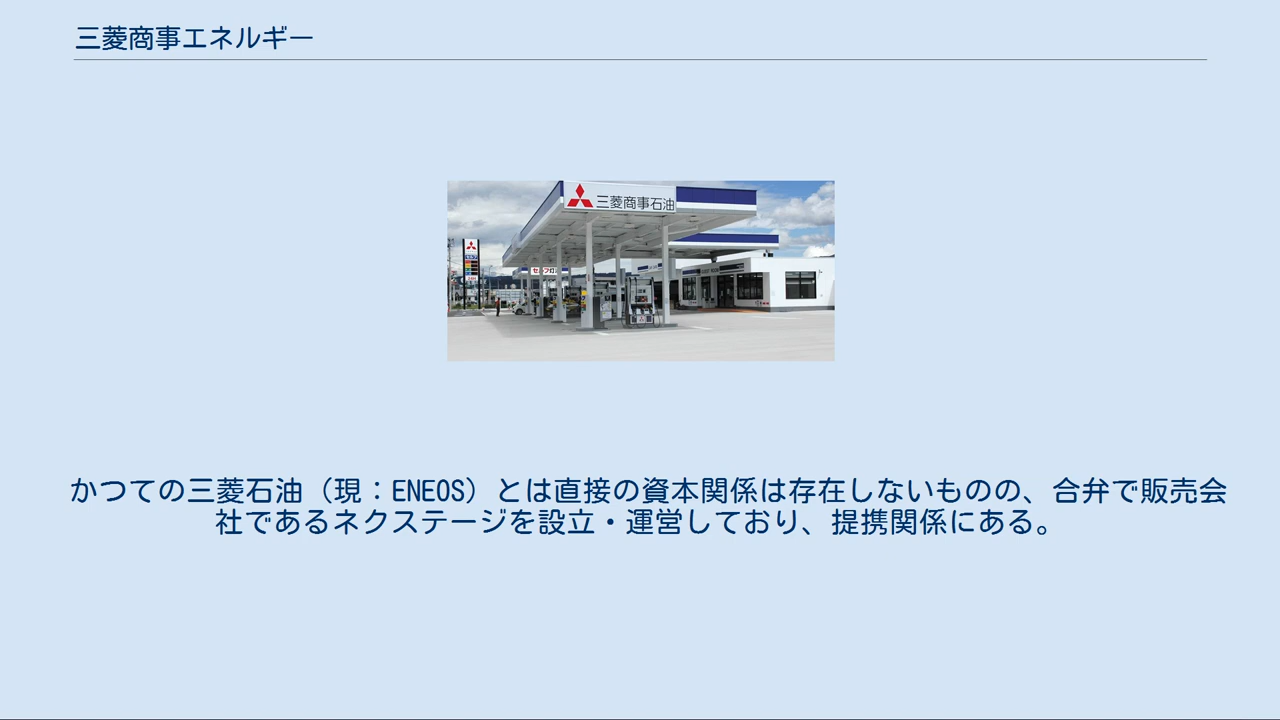 三菱商事エネルギー
三菱商事石油
かつての三菱石油（現：ENEOS）とは直接の資本関係は存在しないものの、合弁で販売会
社であるネクステージを設立・運営しており、提携関係にある。